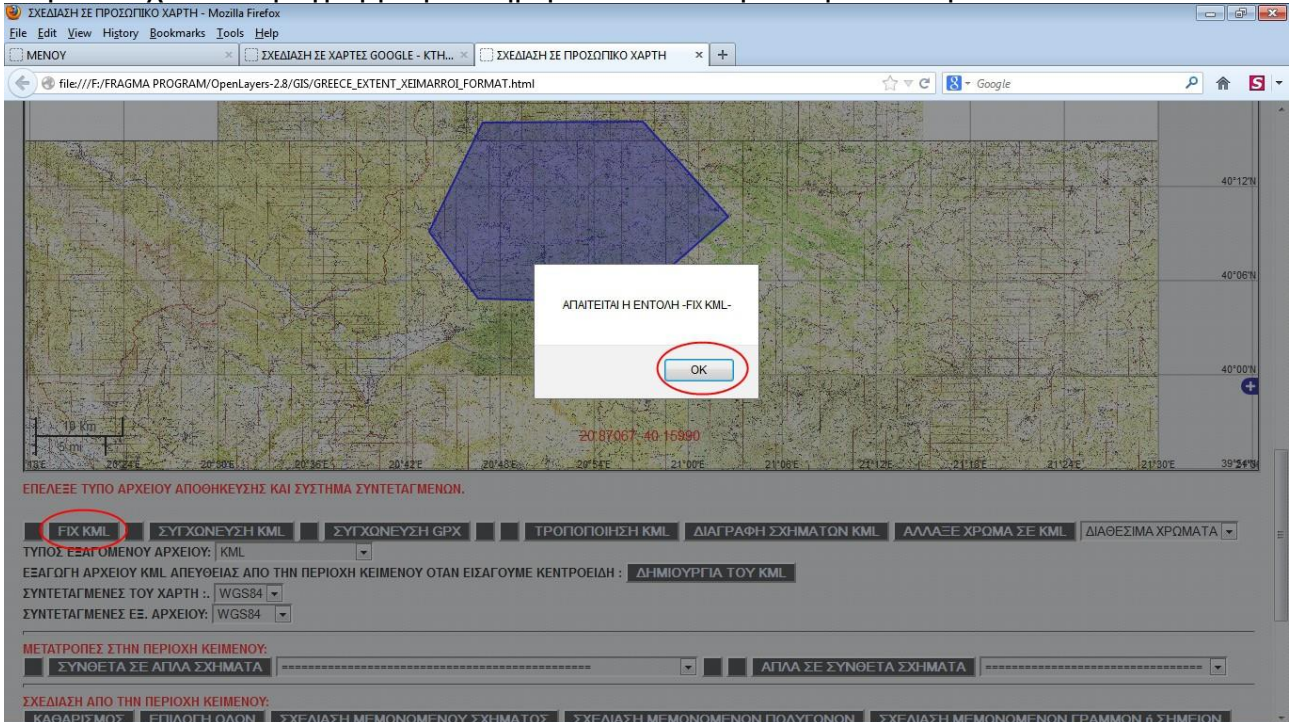 ΣΧΕΔΙΑΣΗ ΣΕ ΠΡΟΣΩΠΙΚΟ ΧΑΡΤΗ - Mozilla Firefox
File Edit View History Bookmarks Tools Help
ΜΕΝΟΥ
ΣΧΕΔΙΑΣΗ ΣΕ ΧΑΡΤΕΣ GOOGLE - ΚΤΗ...
ΣΧΕΔΙΑΣΗ ΣΕ ΠΡΟΣΩΠΙΚΟ ΧΑΡΤΗ
file:///F:/FRAGMA PROGRAM/OpenLayers-2.8/GIS/GREECE_EXTENT_XEIMARROI_FORMAT.html
Google
40°12'N
40°06'N
ΑΠΑΙΤΕΙΤΑΙ Η ΕΝΤΟΛΗ -FIX KML-
OK
40°00'N
10 km
5 mi
20.87067 40.15990
18'E 20°24'E 20°30'E 20°36'E 20°42'E 20°48'E 20°54'E 21°00'E 21°06'E 21°12'E 21°18'E 21°24'E 21°30'E 39°54'N
ΕΠΕΛΕΞΕ ΤΥΠΟ ΑΡΧΕΙΟΥ ΑΠΟΘΗΚΕΥΣΗΣ ΚΑΙ ΣΥΣΤΗΜΑ ΣΥΝΤΕΤΑΓΜΕΝΩΝ.
FIX KML ΣΥΓΧΩΝΕΥΣΗ KML ΣΥΓΧΩΝΕΥΣΗ GPX ΤΡΟΠΟΠΟΙΗΣΗ KML ΔΙΑΓΡΑΦΗ ΣΧΗΜΑΤΩΝ KML ΑΛΛΑΞΕ ΧΡΩΜΑ ΣΕ KML ΔΙΑΘΕΣΙΜΑ ΧΡΩΜΑΤΑ
ΤΥΠΟΣ ΕΞΑΓΟΜΕΝΟΥ ΑΡΧΕΙΟΥ: KML
ΕΞΑΓΩΓΗ ΑΡΧΕΙΟΥ KML ΑΠΕΥΘΕΙΑΣ ΑΠΟ ΤΗΝ ΠΕΡΙΟΧΗ ΚΕΙΜΕΝΟΥ ΟΤΑΝ ΕΙΣΑΓΟΥΜΕ ΚΕΝΤΡΟΕΙΔΗ : ΔΗΜΙΟΥΡΓΙΑ ΤΟΥ KML
ΣΥΝΤΕΤΑΓΜΕΝΕΣ ΤΟΥ ΧΑΡΤΗ :. WGS84
ΣΥΝΤΕΤΑΓΜΕΝΕΣ ΕΞ. ΑΡΧΕΙΟΥ: WGS84
ΜΕΤΑΤΡΟΠΕΣ ΣΤΗΝ ΠΕΡΙΟΧΗ ΚΕΙΜΕΝΟΥ:
ΣΥΝΘΕΤΑ ΣΕ ΑΠΛΑ ΣΧΗΜΑΤΑ ΑΠΛΑ ΣΕ ΣΥΝΘΕΤΑ ΣΧΗΜΑΤΑ
ΣΧΕΔΙΑΣΗ ΑΠΟ ΤΗΝ ΠΕΡΙΟΧΗ ΚΕΙΜΕΝΟΥ:
ΚΑΘΑΡΙΣΜΟΣ ΕΠΙΛΟΓΗ ΟΛΩΝ ΣΧΕΔΙΑΣΗ ΜΕΜΟΝΩΜΕΝΟΥ ΣΧΗΜΑΤΟΣ ΣΧΕΔΙΑΣΗ ΜΕΜΟΝΩΜΕΝΩΝ ΠΟΛΥΓΩΝΩΝ ΣΧΕΔΙΑΣΗ ΜΕΜΟΝΩΜΕΝΩΝ ΓΡΑΜΜΩΝ ή ΣΗΜΕΙΩΝ